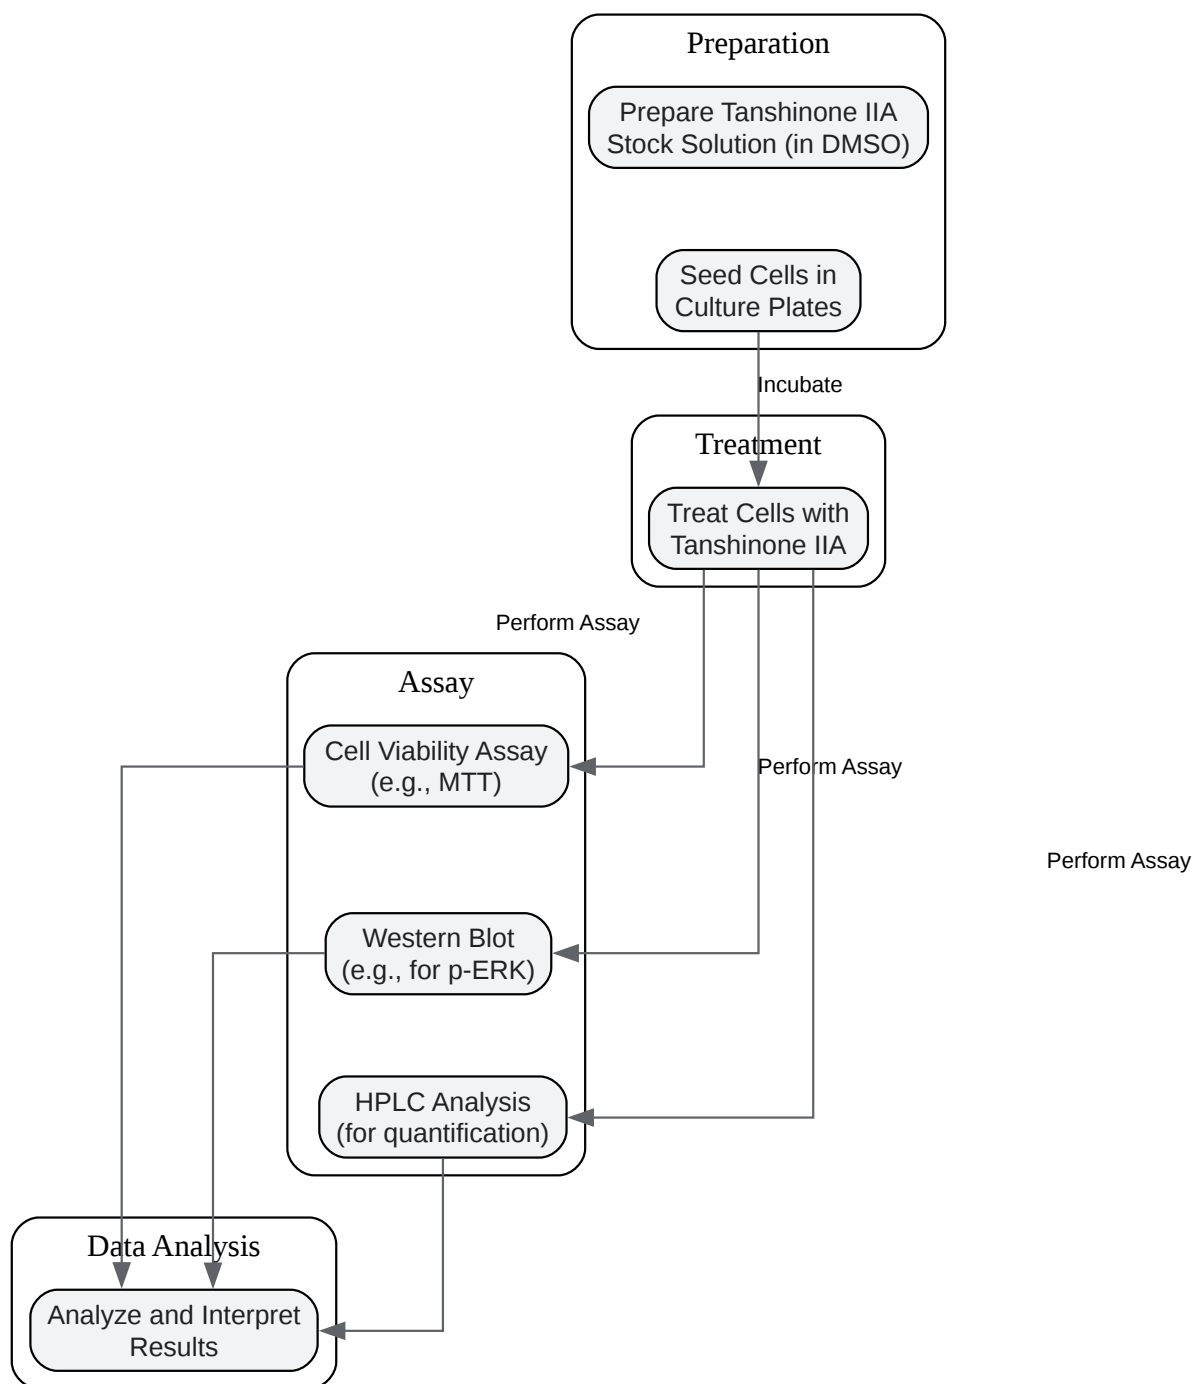 Preparation
Prepare Tanshinone IIA
Stock Solution (in DMSO)
Seed Cells in
Culture Plates
Incubate
Treatment
Treat Cells with
Tanshinone IIA
Perform Assay
Assay
Cell Viability Assay
(e.g., MTT)
Perform Assay
Perform Assay
Western Blot
(e.g., for p-ERK)
HPLC Analysis
(for quantification)
Data Analysis
Analyze and Interpret
Results